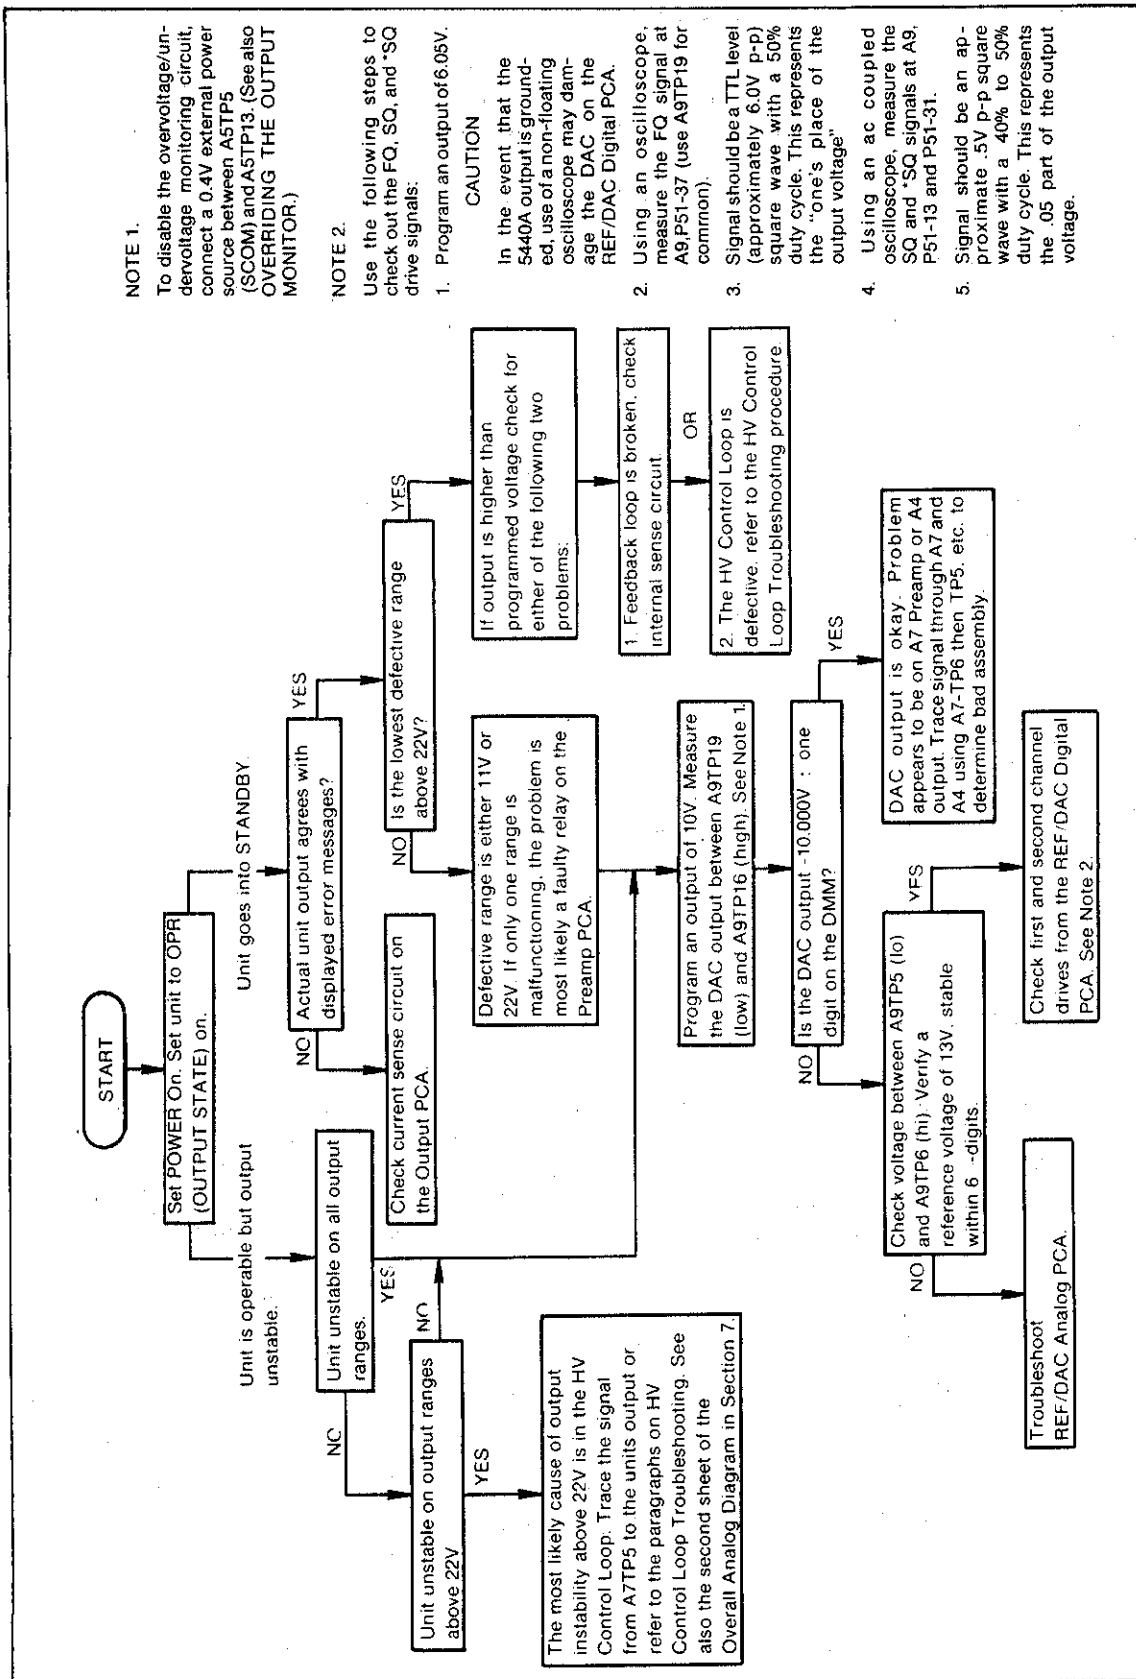 START
Set POWER On. Set unit to OPR
(OUTPUT STATE) on.
Unit is operable but output
unstable.
Unit goes into STANDBY.
Unit unstable on all output
ranges.
NO
YES
Unit unstable on output ranges
above 22V
NO
YES
The most likely cause of output
instability above 22V is in the HV
Control Loop. Trace the signal
from A7TP5 to the units output or
refer to the paragraphs on HV
Control Loop Troubleshooting. See
also the second sheet of the
Overall Analog Diagram in Section 7.
Actual unit output agrees with
displayed error messages?
NO
YES
Check current sense circuit on
the Output PCA.
Is the lowest defective range
above 22V?
NO
YES
Defective range is either 11V or
22V. If only one range is
malfunctioning, the problem is
most likely a faulty relay on the
Preamp PCA.
If output is higher than
programmed voltage check for
either of the following two
problems:
1. Feedback loop is broken, check
internal sense circuit.
OR
2. The HV Control Loop is
defective, refer to the HV Control
Loop Troubleshooting procedure.
Program an output of 10V. Measure
the DAC output between A9TP19
(low) and A9TP16 (high). See Note 1.
Is the DAC output -10.000V : one
digit on the DMM?
NO
YES
Check voltage between A9TP5 (lo)
and A9TP6 (hi). Verify a
reference voltage of 13V, stable
within 6 -digits.
NO
YES
DAC output is okay. Problem
appears to be on A7 Preamp or A4
output. Trace signal through A7 and
A4 using A7-TP6 then TP5, etc. to
determine bad assembly.
Troubleshoot
REF/DAC Analog PCA.
Check first and second channel
drives from the REF/DAC Digital
PCA. See Note 2.
NOTE 1.
To disable the overvoltage/un-
dervoltage monitoring circuit,
connect a 0.4V external power
source between A5TP5
(SCOM) and A5TP13. (See also
OVERRIDING THE OUTPUT
MONITOR.)
NOTE 2.
Use the following steps to
check out the FQ, SQ, and *SQ
drive signals:
1. Program an output of 6.05V.
CAUTION
In the event that the
5440A output is ground-
ed, use of a non-floating
oscilloscope may dam-
age the DAC on the
REF/DAC Digital PCA.
2. Using an oscilloscope,
measure the FQ signal at
A9,P51-37 (use A9TP19 for
common).
3. Signal should be a TTL level
(approximately 6.0V p-p)
square wave with a 50%
duty cycle. This represents
the "one's place of the
output voltage"
4. Using an ac coupled
oscilloscope, measure the
SQ and *SQ signals at A9,
P51-13 and P51-31.
5. Signal should be an ap-
proximate .5V p-p square
wave with a 40% to 50%
duty cycle. This represents
the .05 part of the output
voltage.